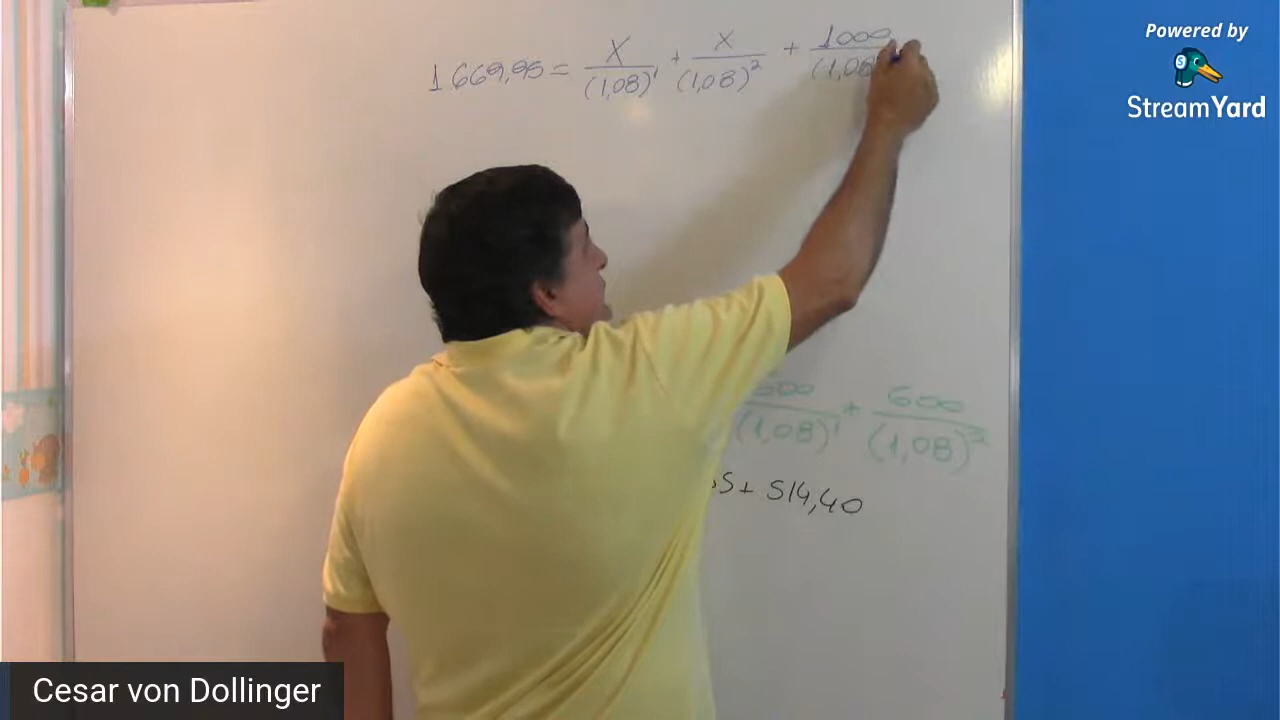 Powered by
StreamYard
1 669,95 = X/(1,08)¹ + X/(1,08)² + 1000/(1,08
600/(1,08)² +
(1,08)¹
+ 514,40
Cesar von Dollinger